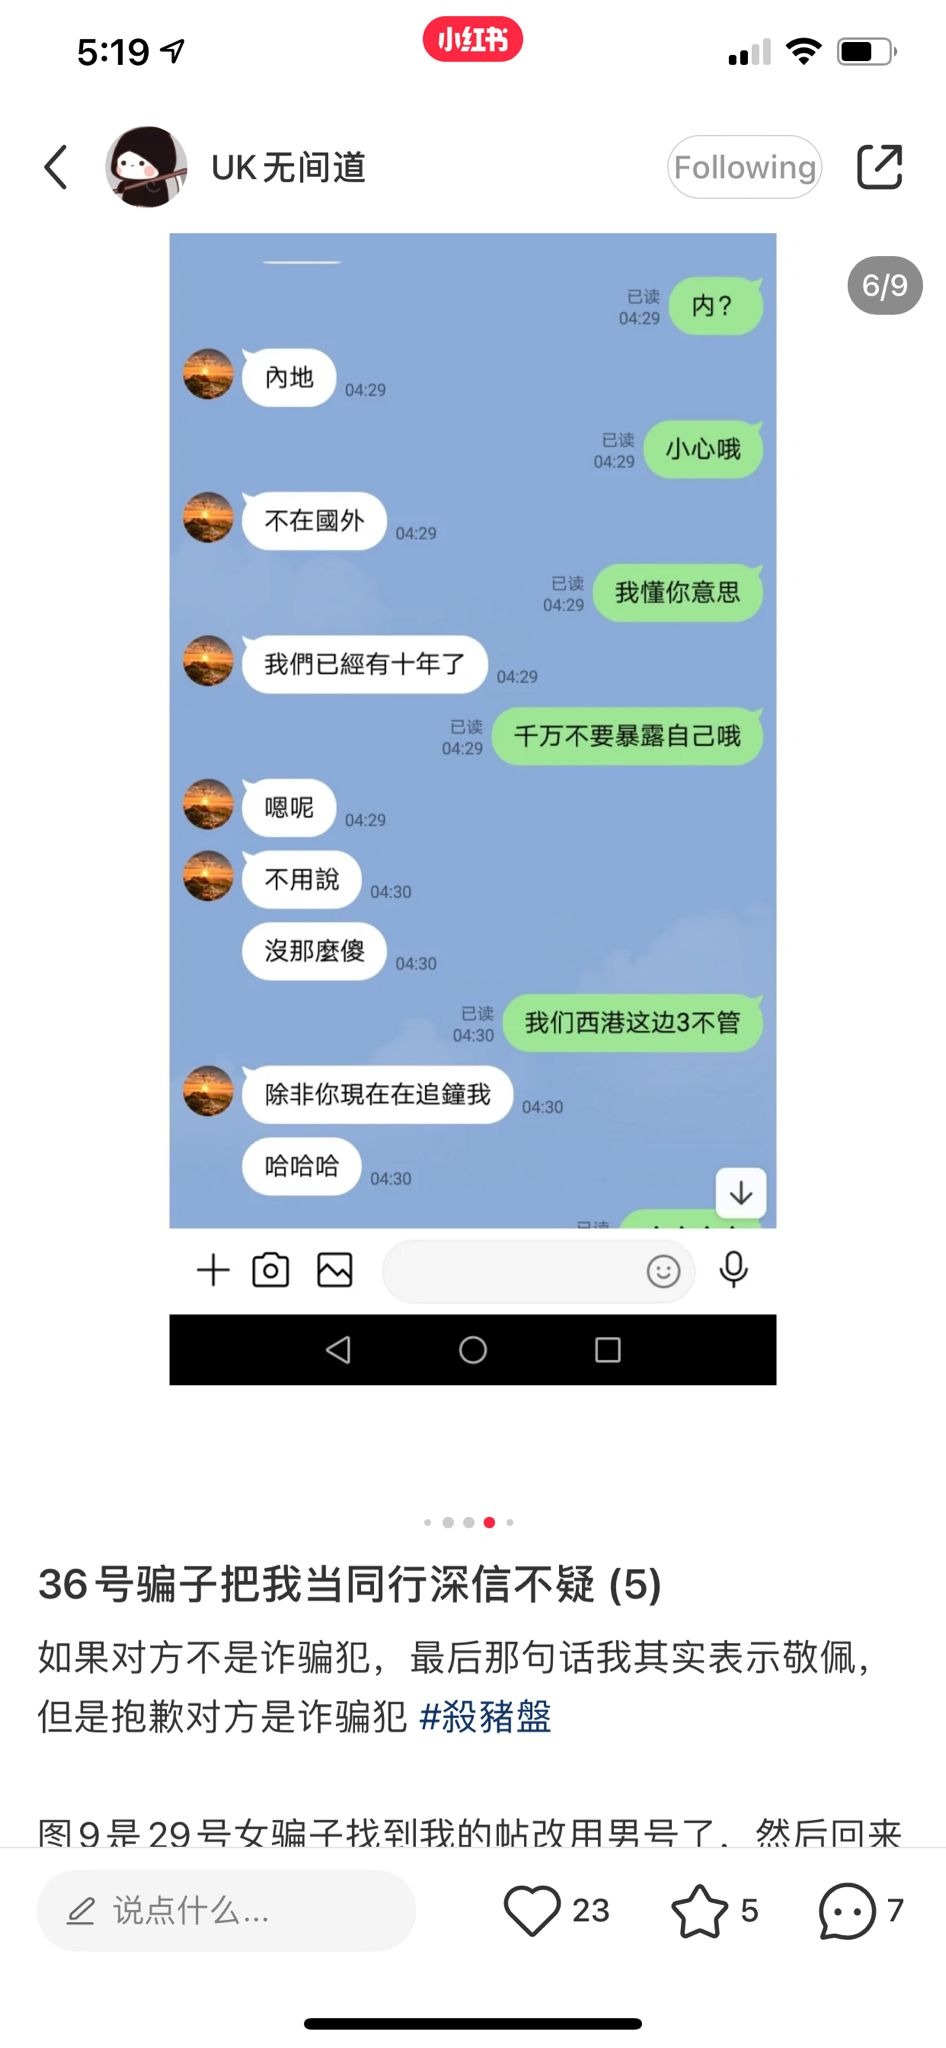 5:19
小红书
UK无间道
Following
6/9
已读
04:29
内？
內地
04:29
已读
04:29
小心哦
不在國外
04:29
已读
04:29
我懂你意思
我們已經有十年了
04:29
已读
04:29
千万不要暴露自己哦
嗯呢
04:29
不用說
04:30
沒那麼傻
04:30
已读
04:30
我们西港这边3不管
除非你現在在追鐘我
04:30
哈哈哈
04:30
已读
36号骗子把我当同行深信不疑 (5)
如果对方不是诈骗犯，最后那句话我其实表示敬佩，
但是抱歉对方是诈骗犯 #殺豬盤
图9是29号女骗子找到我的帖改用男号了，然后回来
说点什么...
23
5
7